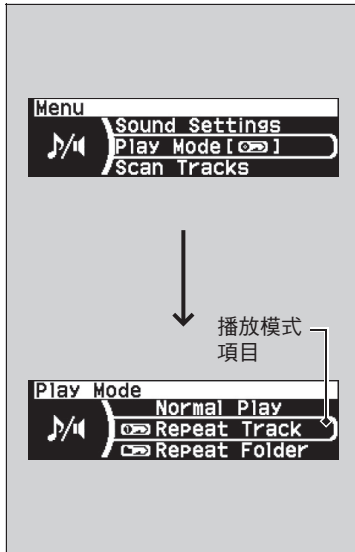 Menu
Sound Settings
Play Mode[ ]
Scan Tracks
播放模式
項目
Play Mode
Normal Play
Repeat Track
Repeat Folder